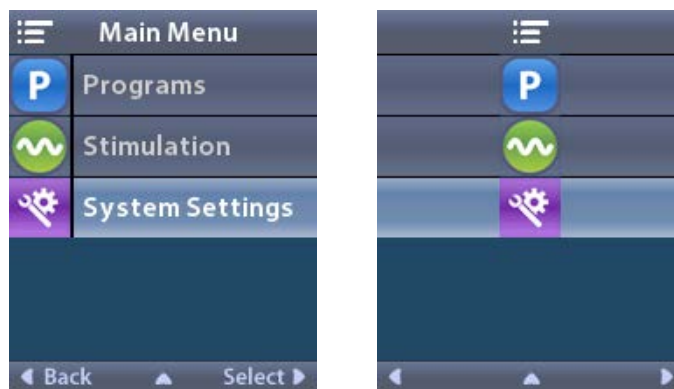 Main Menu
P Programs
Stimulation
System Settings
Back Select
P